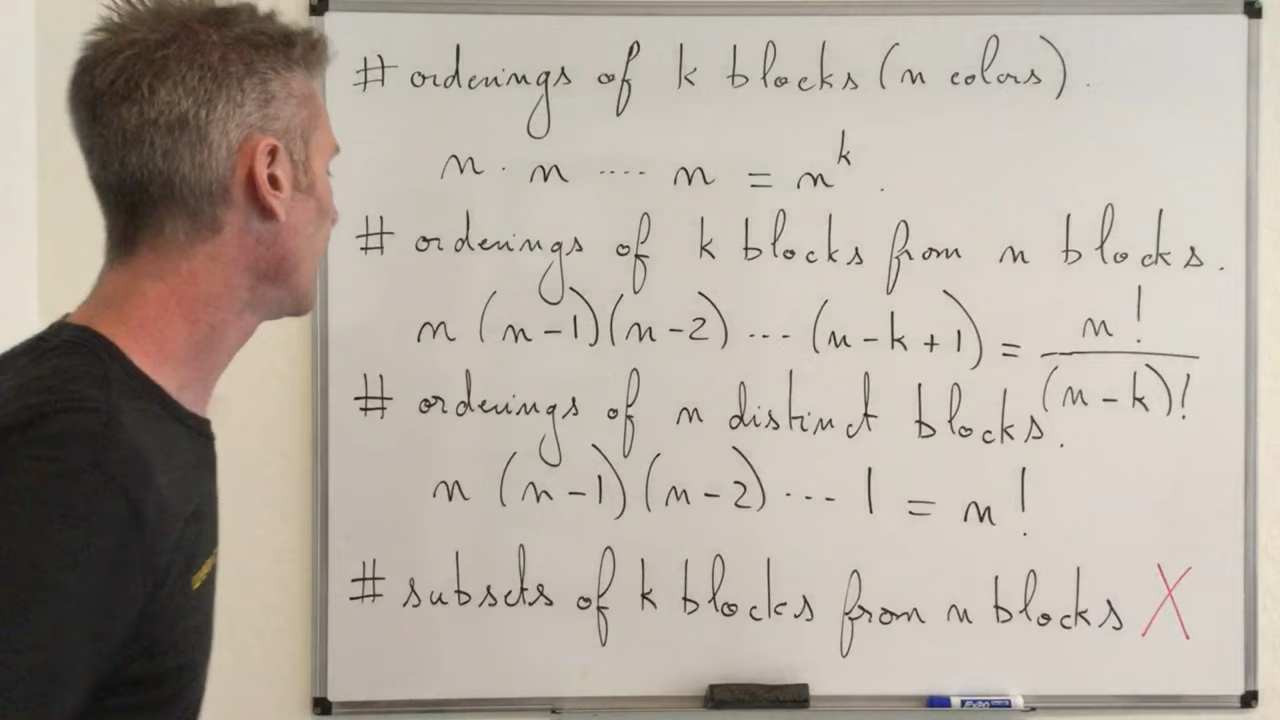 # orderings of k blocks (n colors).
n · n ···· n = n^k.
# orderings of k blocks from n blocks.
n (n-1)(n-2) ... (n-k+1) = n! / (n-k)!
# orderings of n distinct blocks.
n (n-1)(n-2) ... 1 = n!
# subsets of k blocks from n blocks X
EXPO